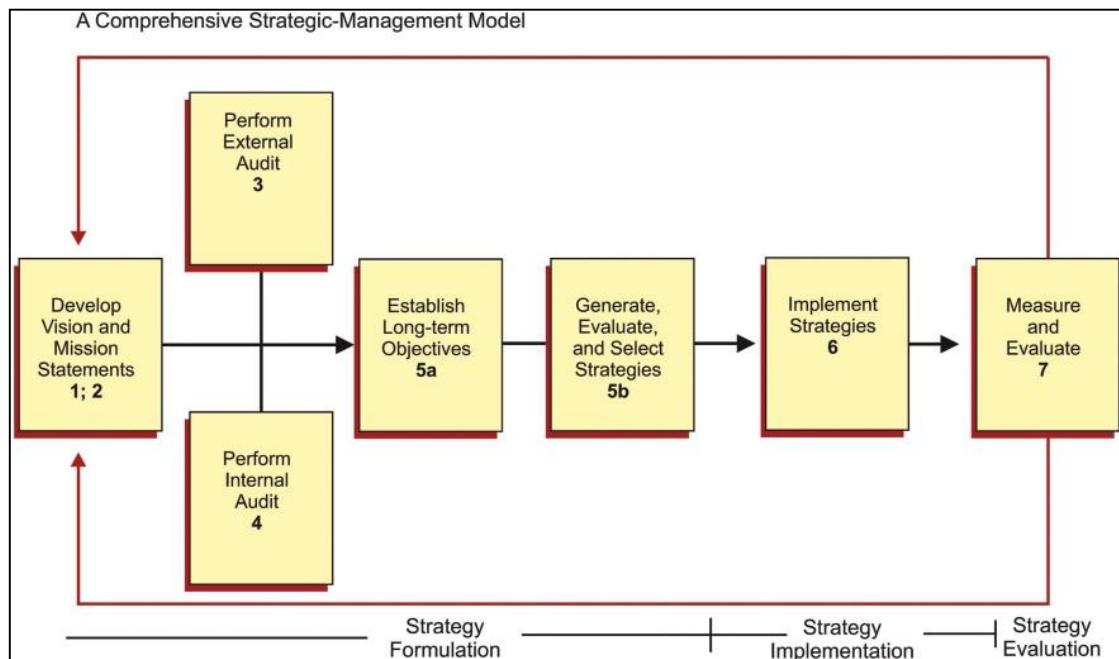 A Comprehensive Strategic-Management Model
Perform
External
Audit
3
Develop
Vision and
Mission
Statements
1; 2
Perform
Internal
Audit
4
Establish
Long-term
Objectives
5a
Generate,
Evaluate,
and Select
Strategies
5b
Implement
Strategies
6
Measure
and
Evaluate
7
Strategy
Formulation
Strategy
Implementation
Strategy
Evaluation